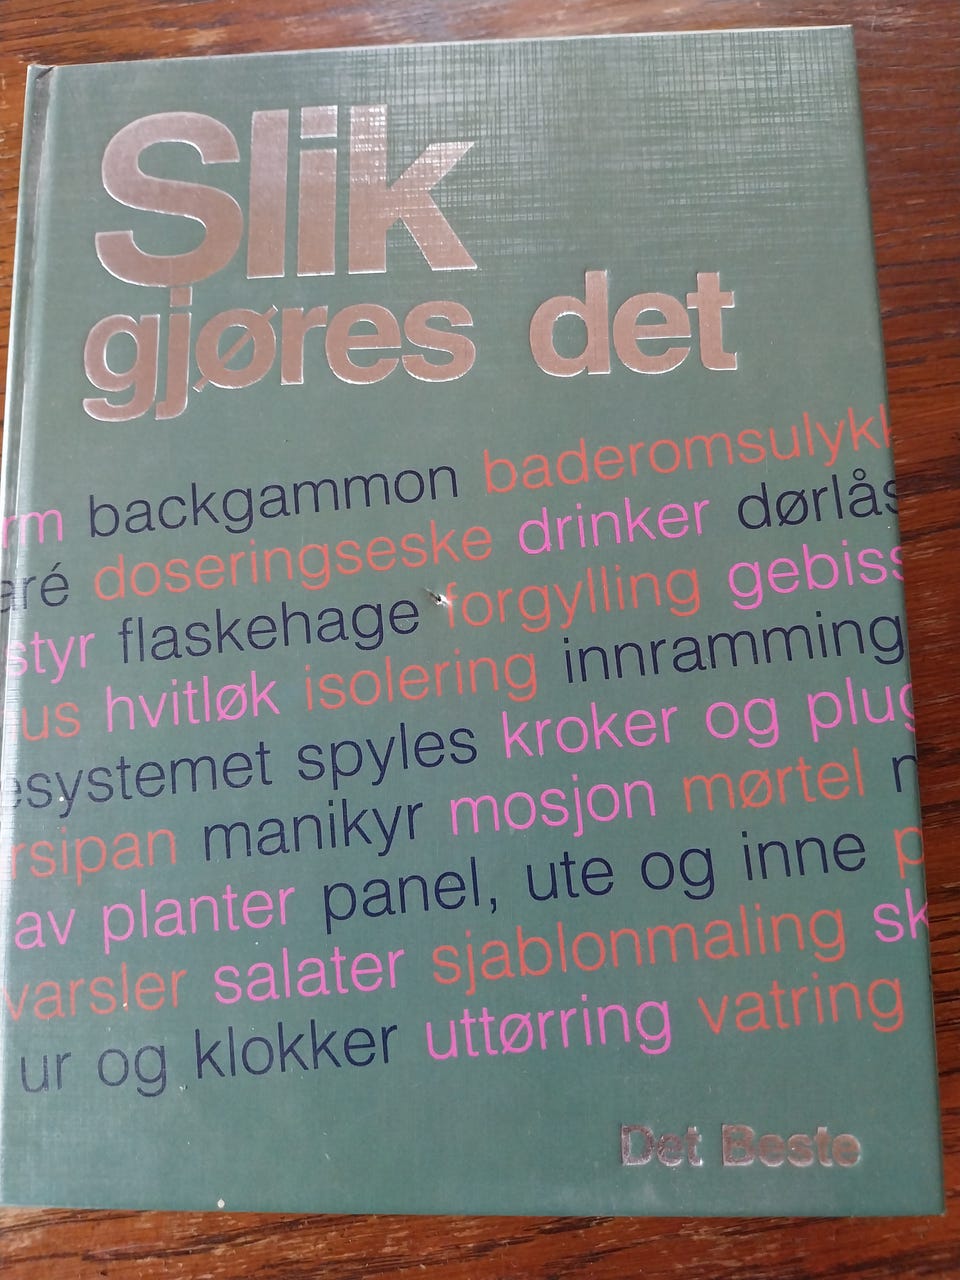 Slik
gjøres det
rm backgammon baderomsulykk
aré doseringseske drinker dørlås
styr flaskehage forgylling gebiss
us hvitløk isolering innramming
esystemet spyles kroker og plug
rsipan manikyr mosjon mørtel
av planter panel, ute og inne p
varsler salater sjablonmaling sk
ur og klokker uttørring vatring
Det Beste